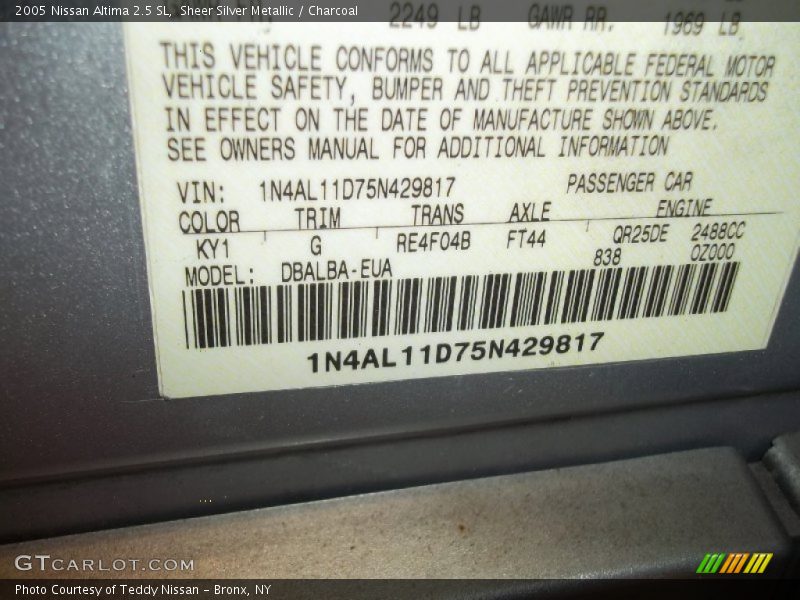 2005 Nissan Altima 2.5 SL, Sheer Silver Metallic / Charcoal
2249 LB GAWR RR. 1969 LB
THIS VEHICLE CONFORMS TO ALL APPLICABLE FEDERAL MOTOR
VEHICLE SAFETY, BUMPER AND THEFT PREVENTION STANDARDS
IN EFFECT ON THE DATE OF MANUFACTURE SHOWN ABOVE.
SEE OWNERS MANUAL FOR ADDITIONAL INFORMATION
VIN: 1N4AL11D75N429817 PASSENGER CAR
COLOR TRIM TRANS AXLE ENGINE
KY1 G RE4F04B FT44 QR25DE 2488CC
838 0Z000
MODEL: DBALBA-EUA
1N4AL11D75N429817
GTCARLOT.COM
Photo Courtesy of Teddy Nissan - Bronx, NY